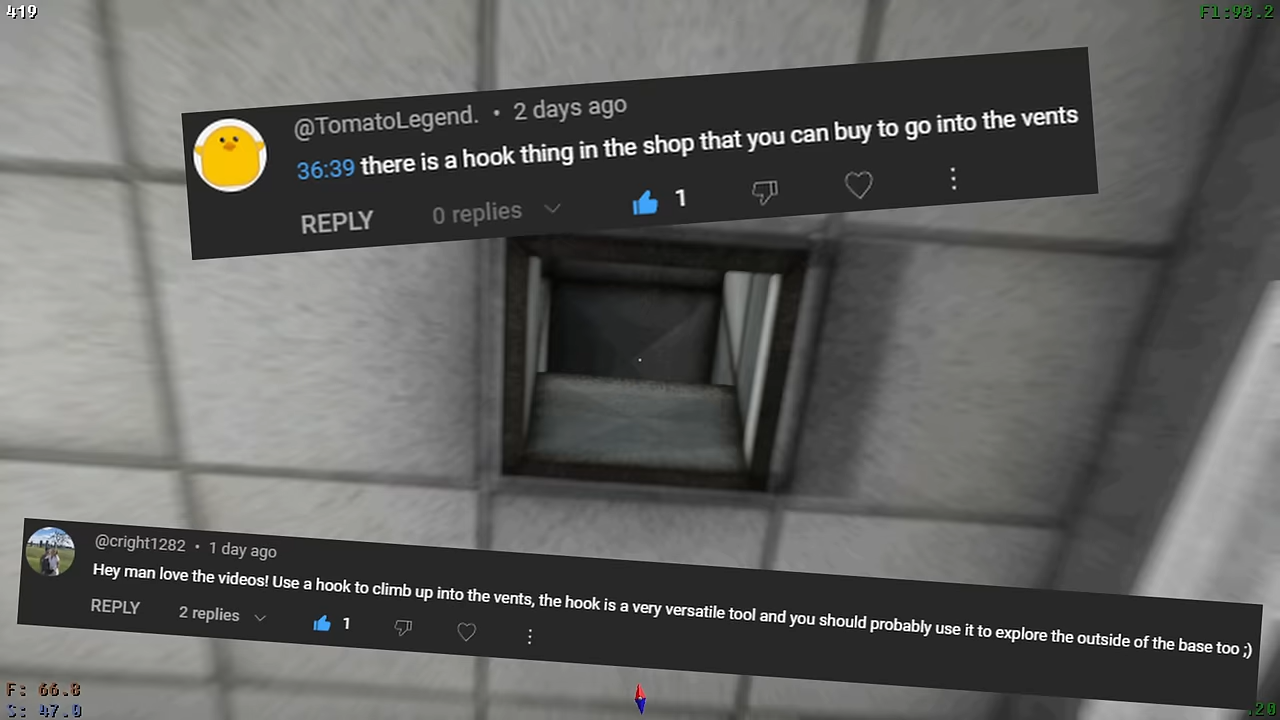 419
F1:93.2
@TomatoLegend. • 2 days ago
36:39 there is a hook thing in the shop that you can buy to go into the vents
REPLY 0 replies 1
@cright1282 • 1 day ago
Hey man love the videos! Use a hook to climb up into the vents, the hook is a very versatile tool and you should probably use it to explore the outside of the base too ;)
REPLY 2 replies 1
F: 66.8
S: 47.0
.20